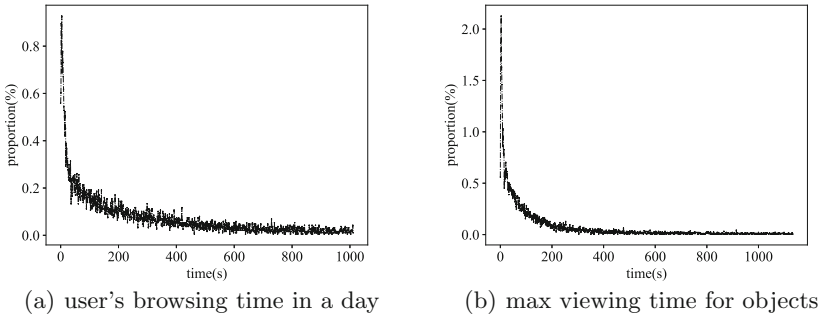 proportion(%)
0.8
0.6
0.4
0.2
0.0
0 200 400 600 800 1000
time(s)
(a) user's browsing time in a day
proportion(%)
2.0
1.5
1.0
0.5
0.0
0 200 400 600 800 1000
time(s)
(b) max viewing time for objects